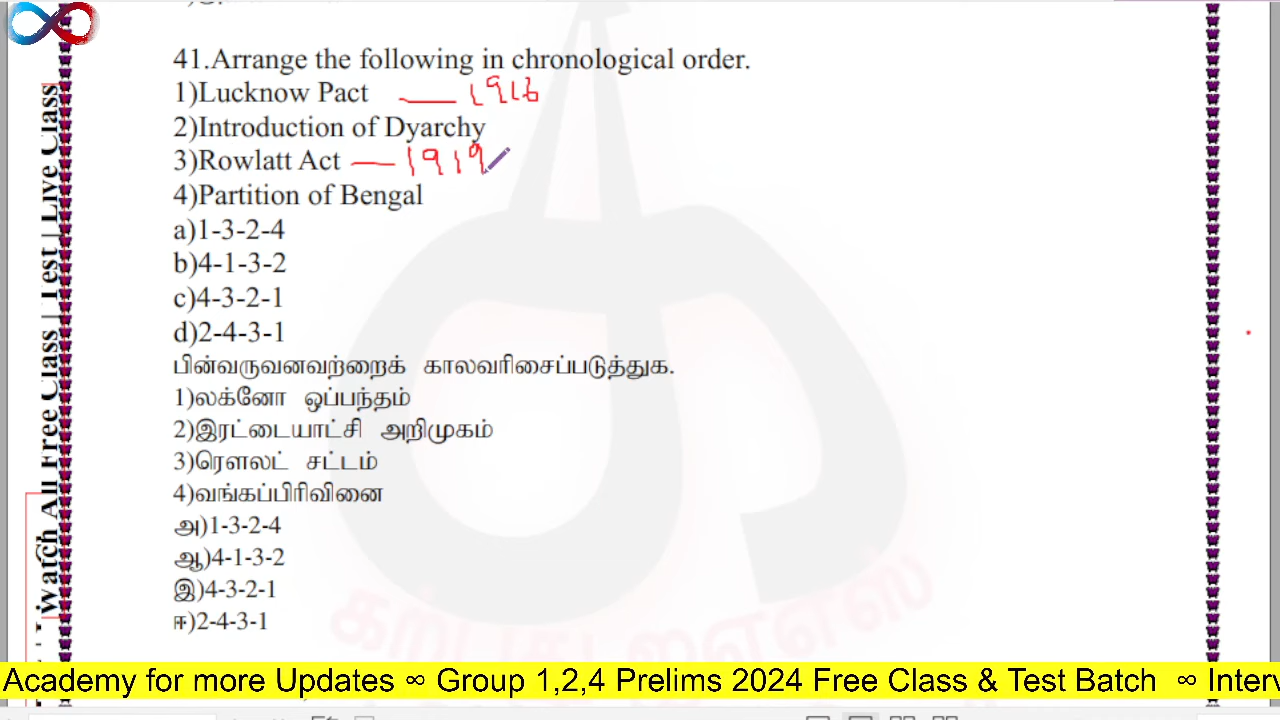 41.Arrange the following in chronological order.
1)Lucknow Pact — 1916
2)Introduction of Dyarchy
3)Rowlatt Act — 1919
4)Partition of Bengal
a)1-3-2-4
b)4-1-3-2
c)4-3-2-1
d)2-4-3-1
பின்வருவனவற்றைக் காலவரிசைப்படுத்துக.
1)லக்னோ ஒப்பந்தம்
2)இரட்டையாட்சி அறிமுகம்
3)ரௌலட் சட்டம்
4)வங்கப்பிரிவினை
அ)1-3-2-4
ஆ)4-1-3-2
இ)4-3-2-1
ஈ)2-4-3-1
Watch All Free Class | Test | Live Class
Academy for more Updates ∞ Group 1,2,4 Prelims 2024 Free Class & Test Batch ∞